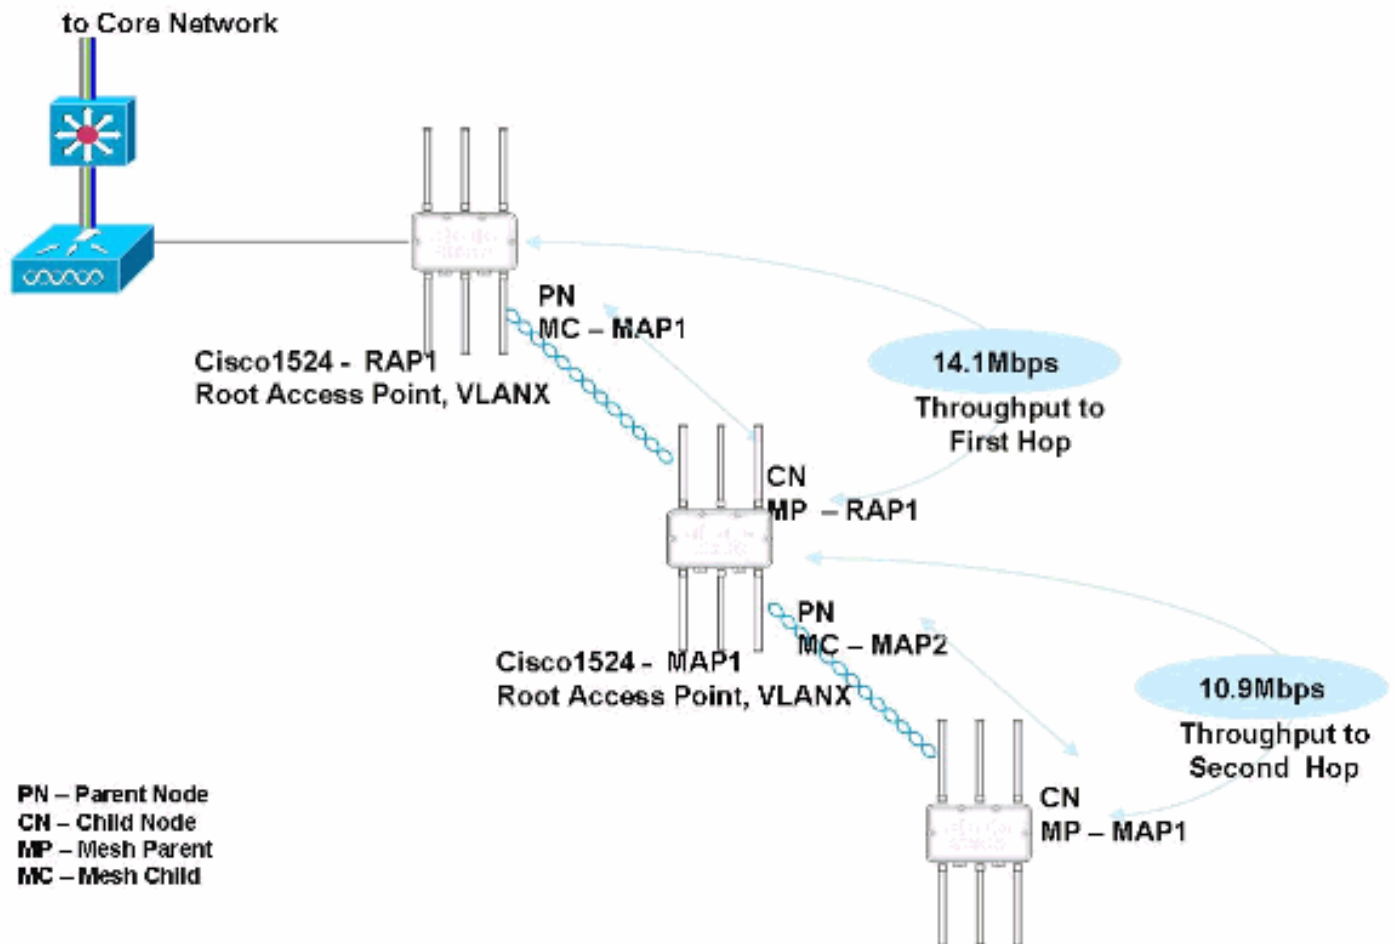 to Core Network
PN
MC – MAP1
Cisco1524 - RAP1
Root Access Point, VLANX
14.1Mbps
Throughput to
First Hop
CN
MP – RAP1
PN
MC – MAP2
Cisco1524 - MAP1
Root Access Point, VLANX
10.9Mbps
Throughput to
Second Hop
CN
MP – MAP1
PN – Parent Node
CN – Child Node
MP – Mesh Parent
MC – Mesh Child